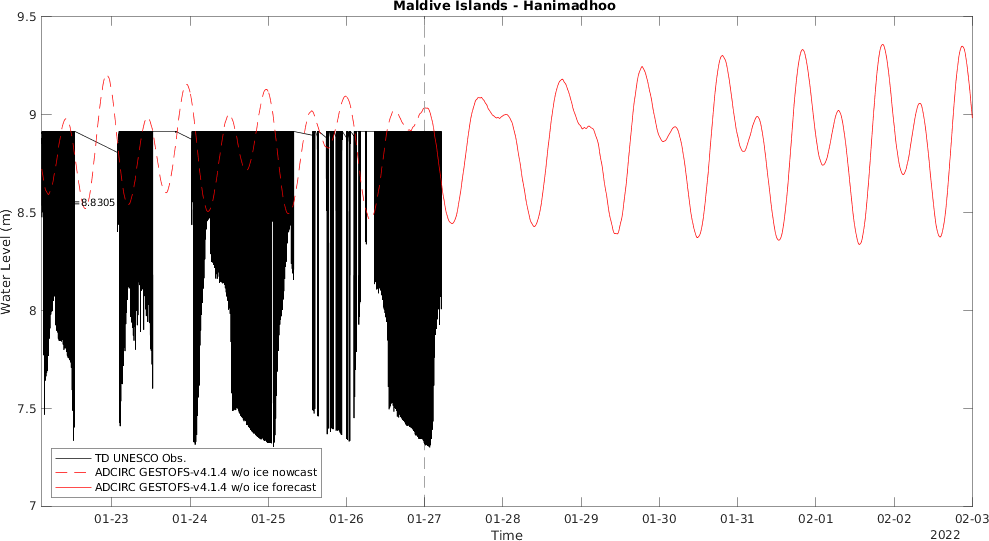 Maldive Islands - Hanimadhoo
9.5
9
8.5
8
7.5
7
Water Level (m)
=8.8305
TD UNESCO Obs.
ADCIRC GESTOFS-v4.1.4 w/o ice nowcast
ADCIRC GESTOFS-v4.1.4 w/o ice forecast
01-23 01-24 01-25 01-26 01-27 01-28 01-29 01-30 01-31 02-01 02-02 02-03
Time
2022